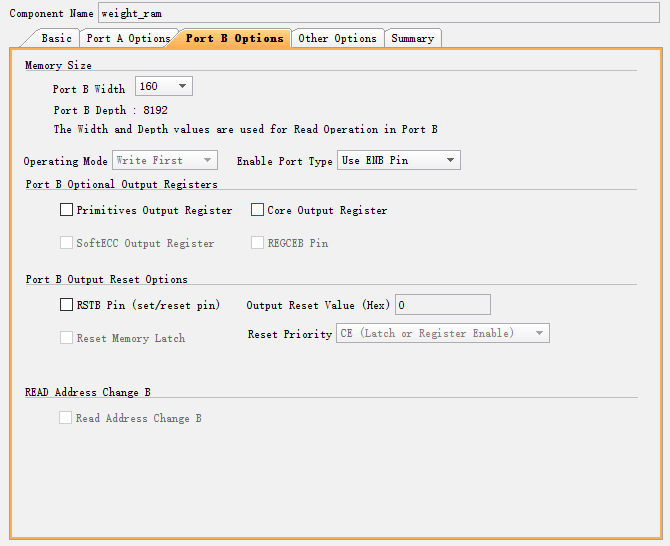 Component Name weight_ram
Basic Port A Options Port B Options Other Options Summary
Memory Size
Port B Width 160
Port B Depth : 8192
The Width and Depth values are used for Read Operation in Port B
Operating Mode Write First Enable Port Type Use ENB Pin
Port B Optional Output Registers
Primitives Output Register Core Output Register
SoftECC Output Register REGCEB Pin
Port B Output Reset Options
RSTB Pin (set/reset pin) Output Reset Value (Hex) 0
Reset Memory Latch Reset Priority CE (Latch or Register Enable)
READ Address Change B
Read Address Change B